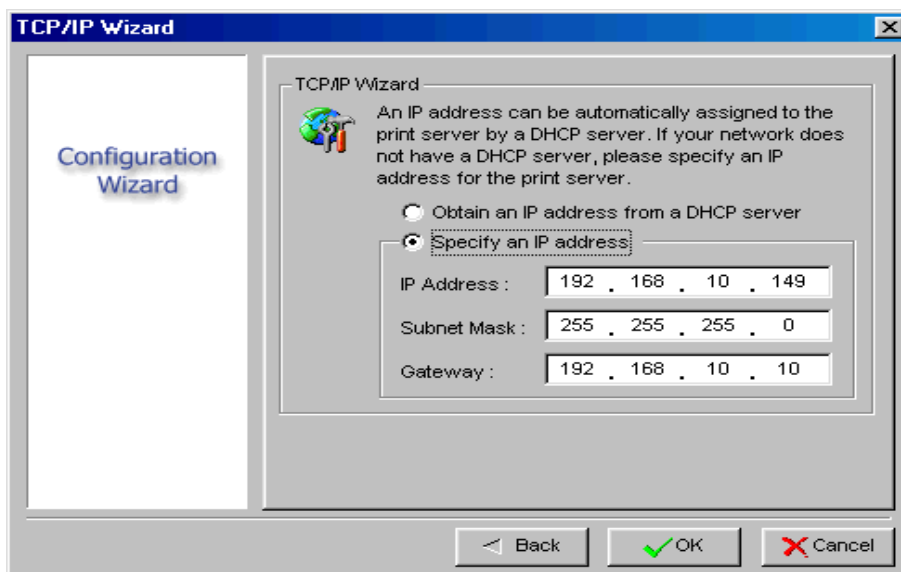 TCP/IP Wizard
Configuration
Wizard
TCP/IP Wizard
An IP address can be automatically assigned to the
print server by a DHCP server. If your network does
not have a DHCP server, please specify an IP
address for the print server.
Obtain an IP address from a DHCP server
Specify an IP address
IP Address : 192 . 168 . 10 . 149
Subnet Mask : 255 . 255 . 255 . 0
Gateway : 192 . 168 . 10 . 10
< Back OK Cancel